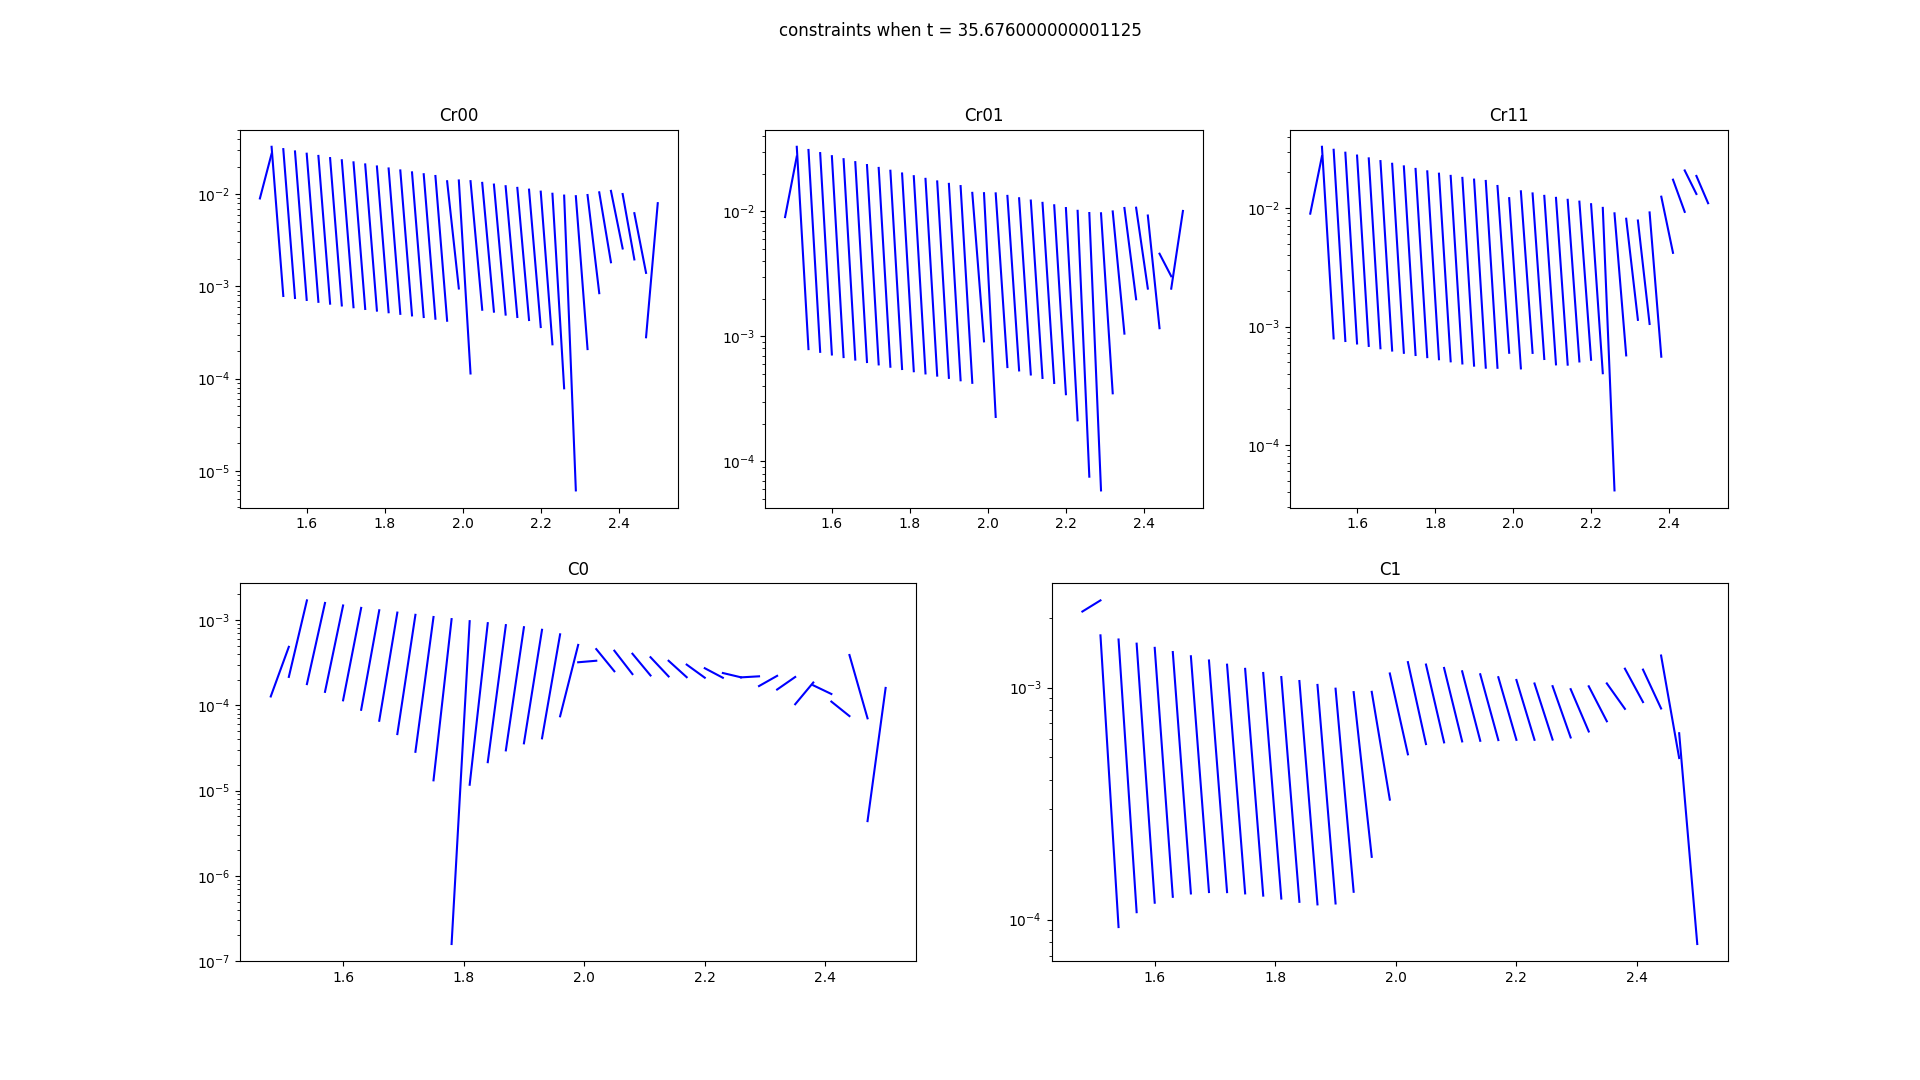 constraints when t = 35.676000000001125
Cr00 Cr01 Cr11
10⁻² 10⁻³ 10⁻⁴ 10⁻⁵
10⁻² 10⁻³ 10⁻⁴
10⁻² 10⁻³ 10⁻⁴
1.6 1.8 2.0 2.2 2.4 1.6 1.8 2.0 2.2 2.4 1.6 1.8 2.0 2.2 2.4
C0 C1
10⁻³ 10⁻⁴ 10⁻⁵ 10⁻⁶ 10⁻⁷
10⁻³ 10⁻⁴
1.6 1.8 2.0 2.2 2.4 1.6 1.8 2.0 2.2 2.4